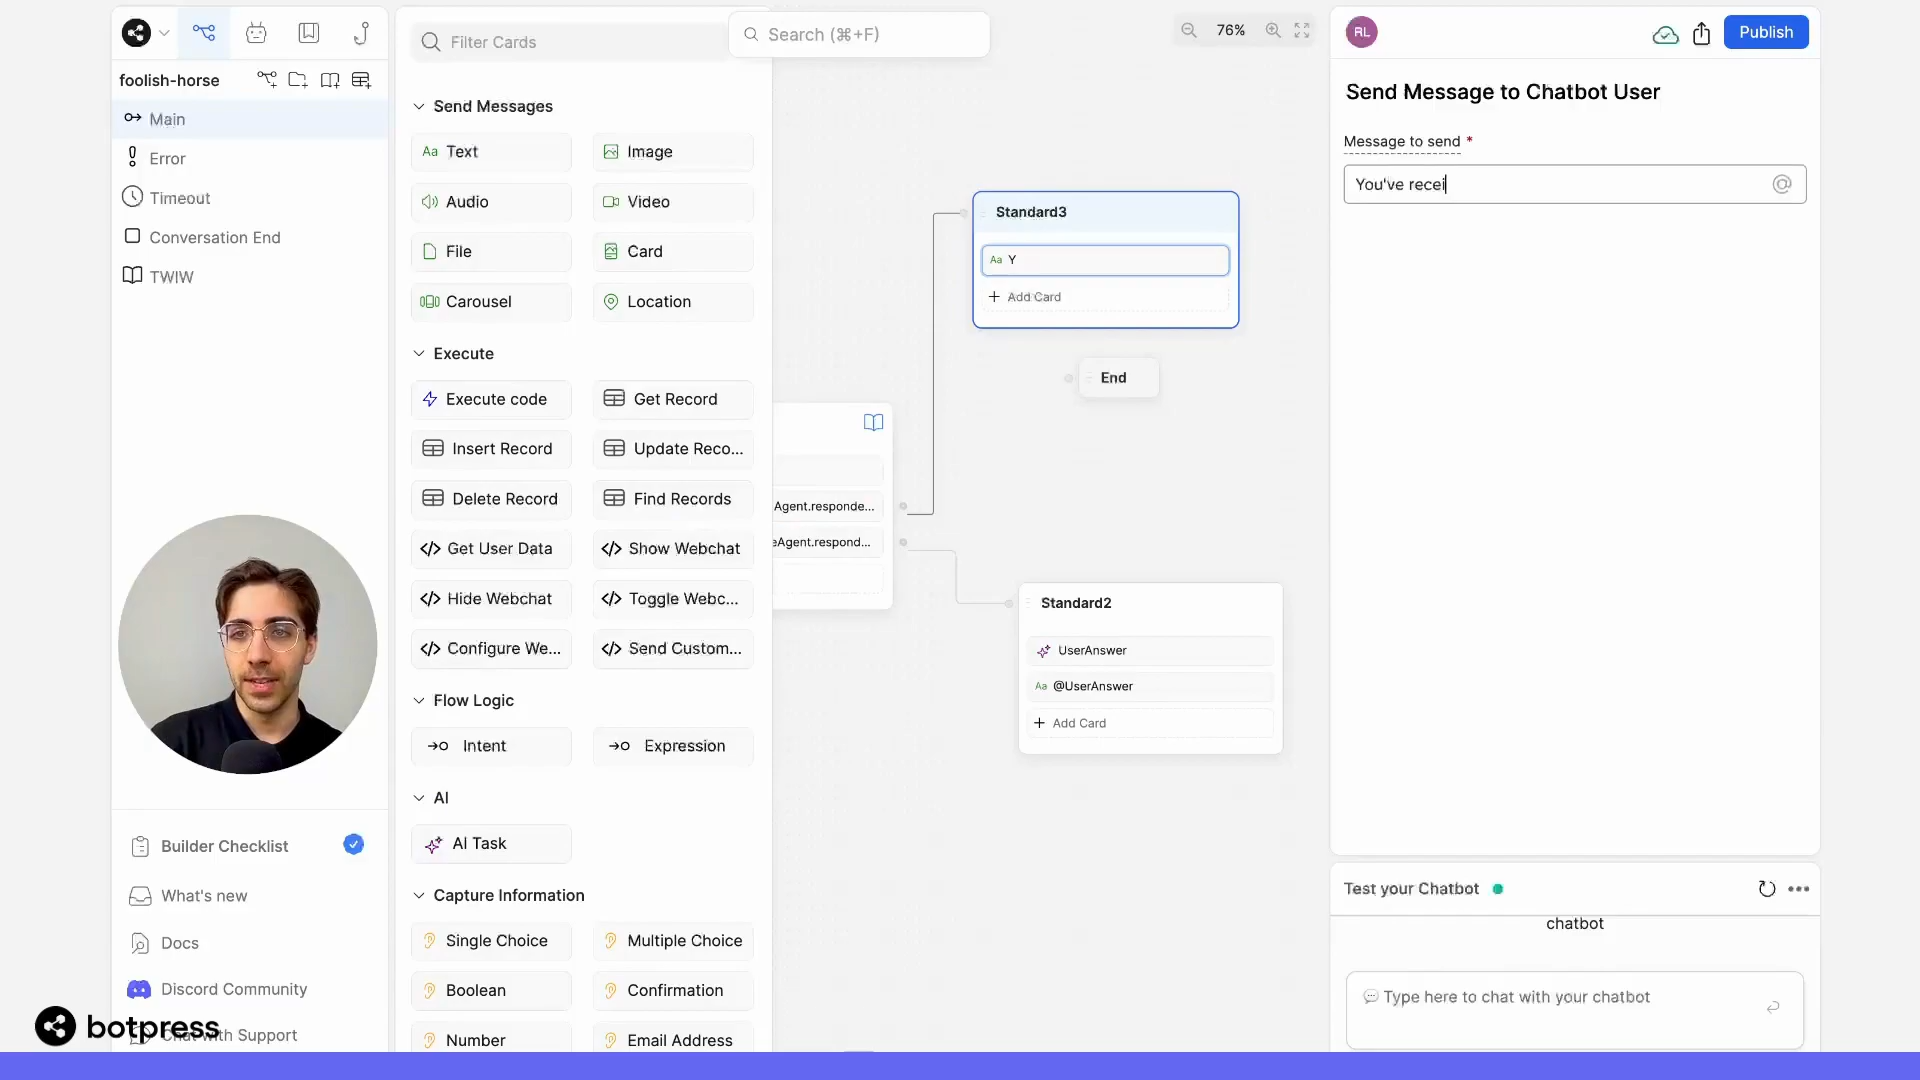 foolish-horse
Main
Error
Timeout
Conversation End
TWIW
Builder Checklist
What's new
Docs
Discord Community
Chat with Support
botpress
Filter Cards
Send Messages
Aa Text
Image
Audio
Video
File
Card
Carousel
Location
Execute
Execute code
Get Record
Insert Record
Update Reco...
Delete Record
Find Records
Get User Data
Show Webchat
Hide Webchat
Toggle Webc...
Configure We...
Send Custom...
Flow Logic
Intent
Expression
AI
AI Task
Capture Information
Single Choice
Multiple Choice
Boolean
Confirmation
Number
Email Address
Search (⌘+F)
76%
Standard3
Aa Y
+ Add Card
End
Agent.responde...
eAgent.respond...
Standard2
UserAnswer
Aa @UserAnswer
+ Add Card
RL
Publish
Send Message to Chatbot User
Message to send *
You've recei
@
Test your Chatbot
chatbot
Type here to chat with your chatbot